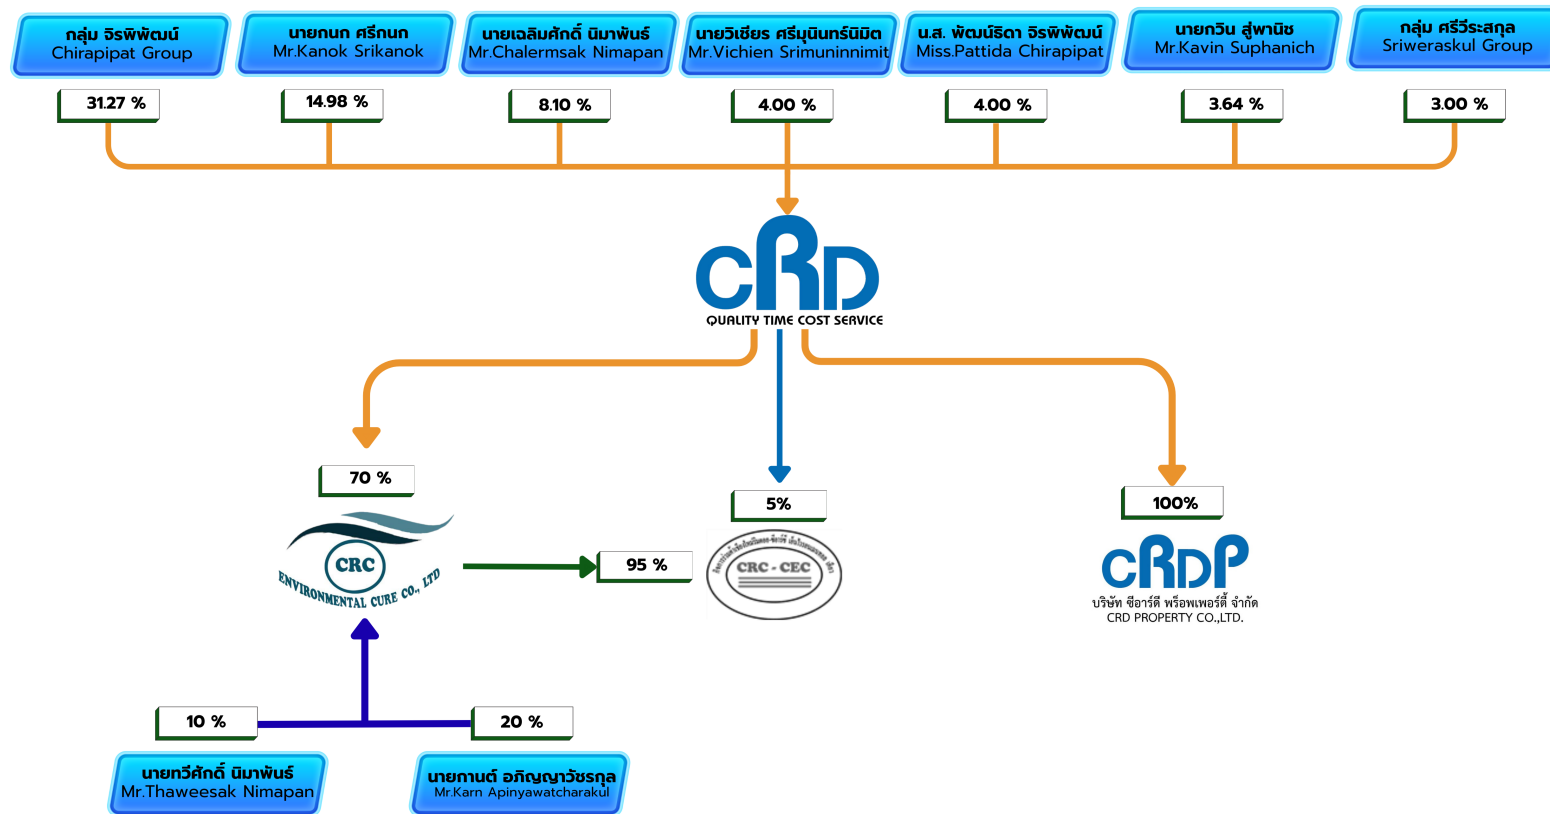 กลุ่ม จิรพิพัฒน์
Chirapipat Group
31.27 %
นายกนก ศรีกนก
Mr.Kanok Srikanok
14.98 %
นายเฉลิมศักดิ์ นิมาพันธ์
Mr.Chalermsak Nimapan
8.10 %
นายวิเชียร ศรีมุนินทร์นิมิต
Mr.Vichien Srimuninnimit
4.00 %
น.ส. พัฒน์ธิดา จิรพิพัฒน์
Miss.Pattida Chirapipat
4.00 %
นายกวิน สู่พานิช
Mr.Kavin Suphanich
3.64 %
กลุ่ม ศรีวีระสกุล
Sriweraskul Group
3.00 %
CRD
QUALITY TIME COST SERVICE
70 %
CRC
ENVIRONMENTAL CURE CO., LTD
95 %
5%
CRC - CEC
100%
CRDP
บริษัท ซีอาร์ดี พร็อพเพอร์ตี้ จำกัด
CRD PROPERTY CO.,LTD.
10 %
นายทวีศักดิ์ นิมาพันธ์
Mr.Thaweesak Nimapan
20 %
นายกานต์ อภิญญาวัชรกุล
Mr.Karn Apinyawatcharakul